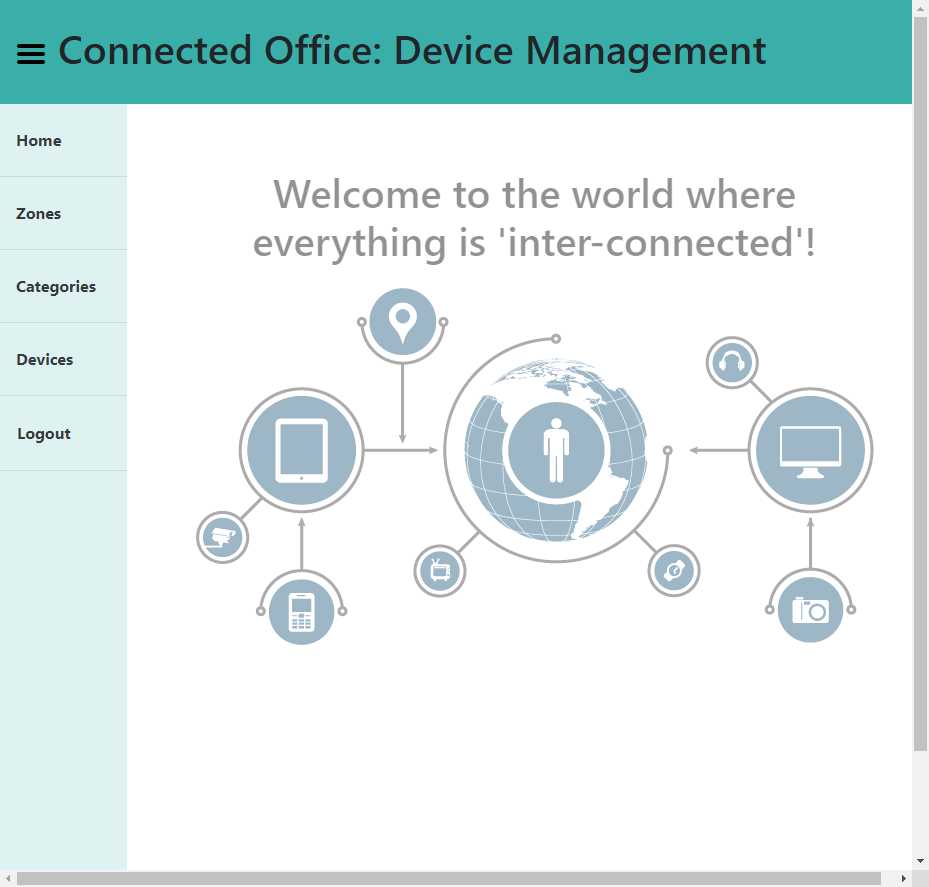 Connected Office: Device Management
Home
Zones
Categories
Devices
Logout
Welcome to the world where
everything is 'inter-connected'!